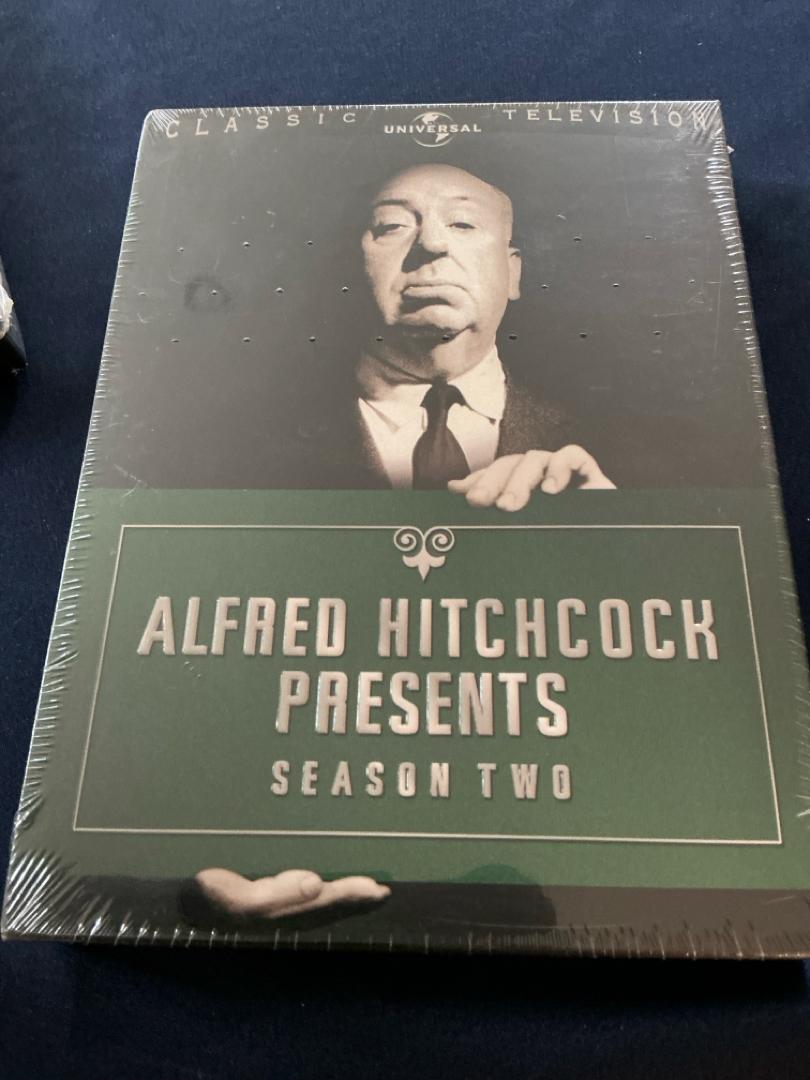 CLASSIC UNIVERSAL TELEVISION
ALFRED HITCHCOCK
PRESENTS
SEASON TWO